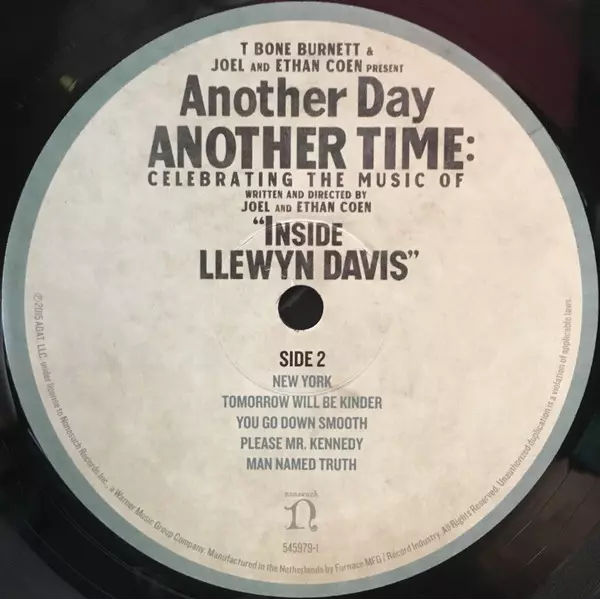 T BONE BURNETT &
JOEL AND ETHAN COEN PRESENT
Another Day
ANOTHER TIME:
CELEBRATING THE MUSIC OF
WRITTEN AND DIRECTED BY
JOEL AND ETHAN COEN
"INSIDE
LLEWYN DAVIS"
SIDE 2
NEW YORK
TOMORROW WILL BE KINDER
YOU GO DOWN SMOOTH
PLEASE MR. KENNEDY
MAN NAMED TRUTH
nonesuch
n
545979-1
℗ 2015 AOAT, LLC. under license to Nonesuch Records Inc., a Warner Music Group Company. Manufactured in the Netherlands by Furnace MFG / Record Industry. All Rights Reserved. Unauthorized duplication is a violation of applicable laws.